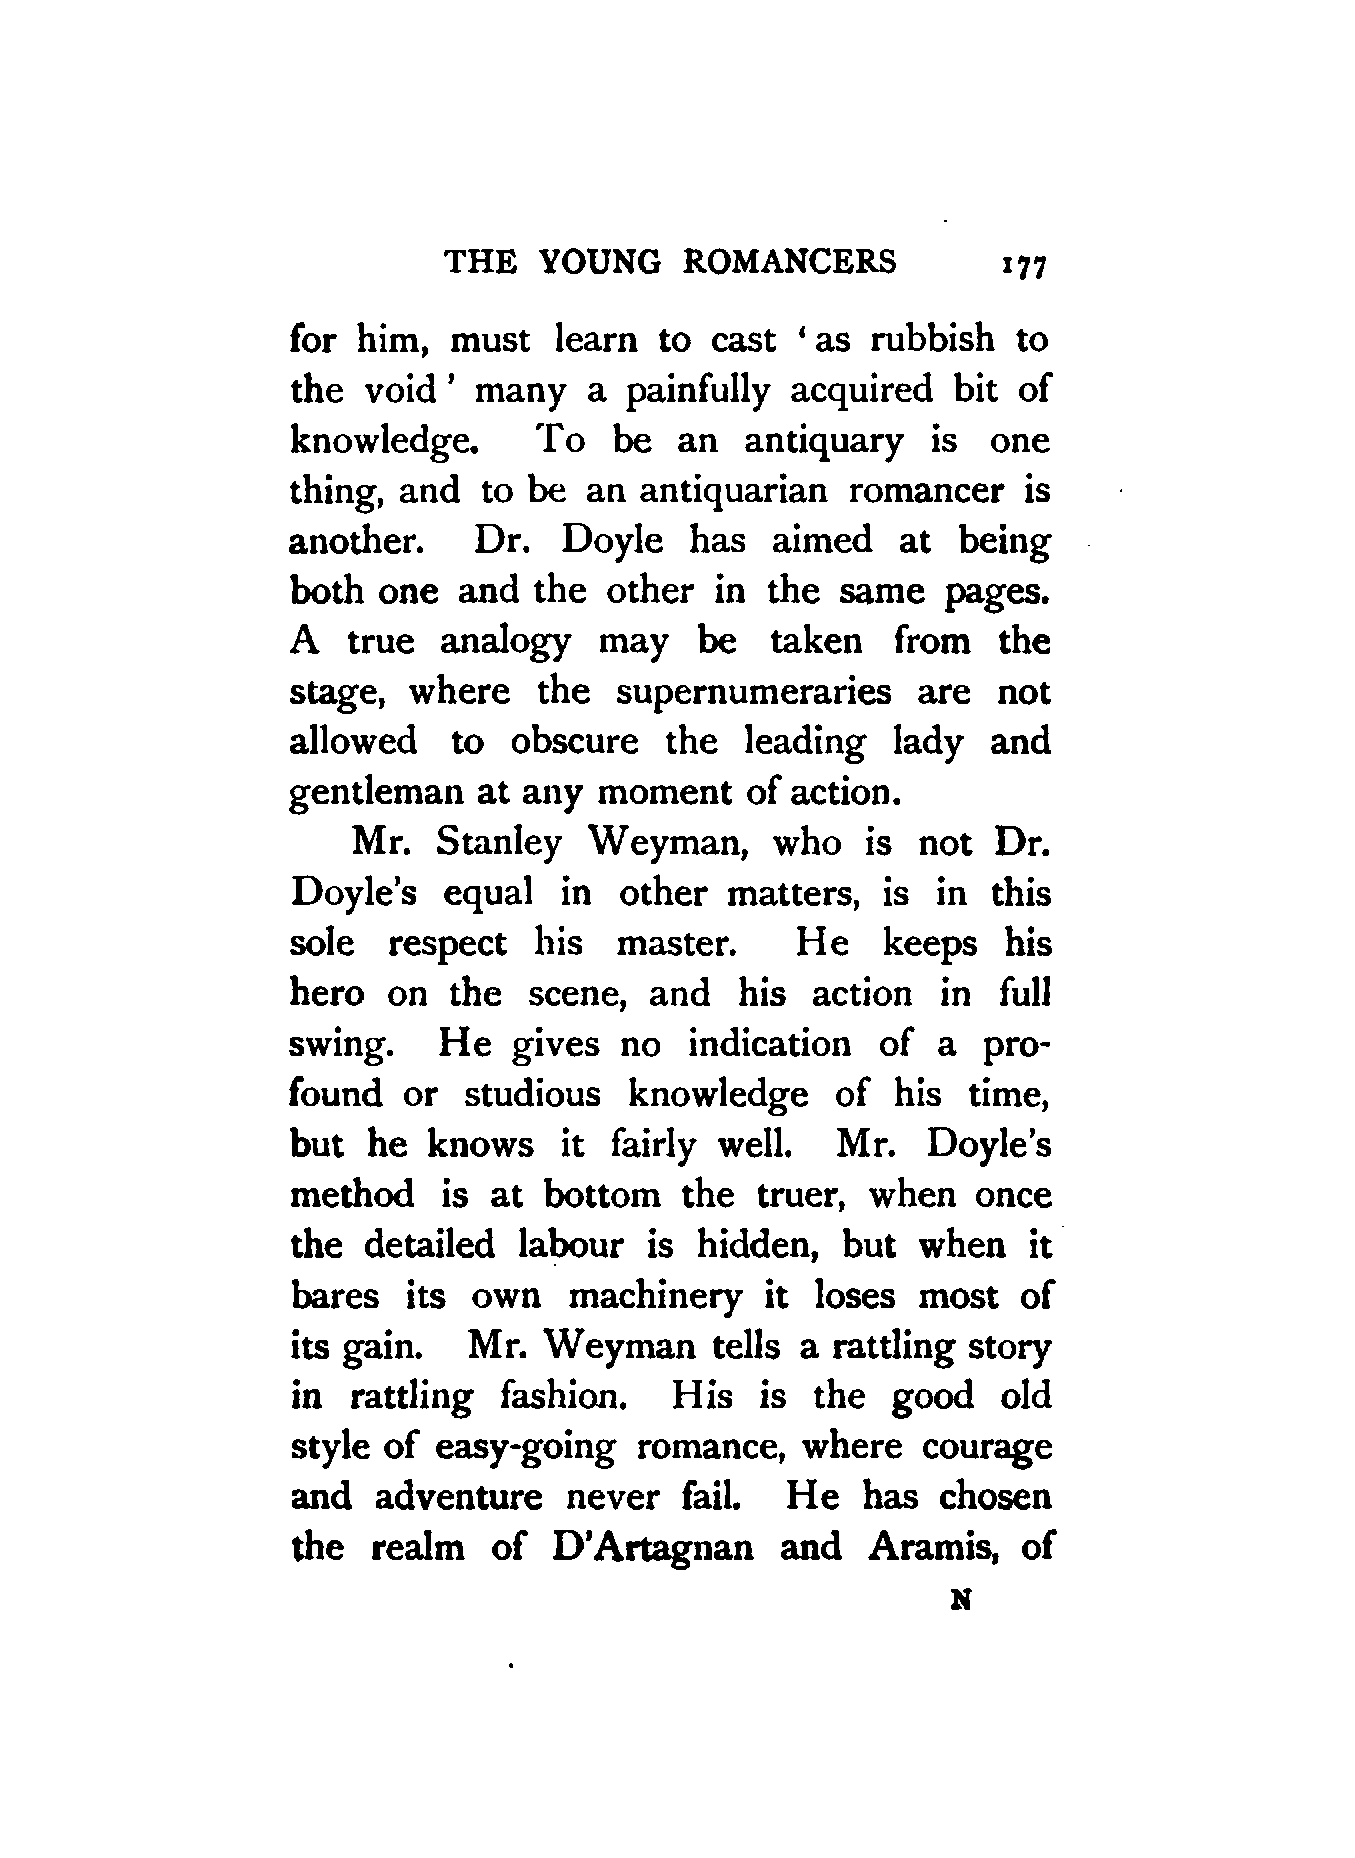 THE YOUNG ROMANCERS 177
for him, must learn to cast ‘ as rubbish to
the void ’ many a painfully acquired bit of
knowledge. To be an antiquary is one
thing, and to be an antiquarian romancer is
another. Dr. Doyle has aimed at being
both one and the other in the same pages.
A true analogy may be taken from the
stage, where the supernumeraries are not
allowed to obscure the leading lady and
gentleman at any moment of action.
Mr. Stanley Weyman, who is not Dr.
Doyle’s equal in other matters, is in this
sole respect his master. He keeps his
hero on the scene, and his action in full
swing. He gives no indication of a pro-
found or studious knowledge of his time,
but he knows it fairly well. Mr. Doyle’s
method is at bottom the truer, when once
the detailed labour is hidden, but when it
bares its own machinery it loses most of
its gain. Mr. Weyman tells a rattling story
in rattling fashion. His is the good old
style of easy-going romance, where courage
and adventure never fail. He has chosen
the realm of D’Artagnan and Aramis, of
N